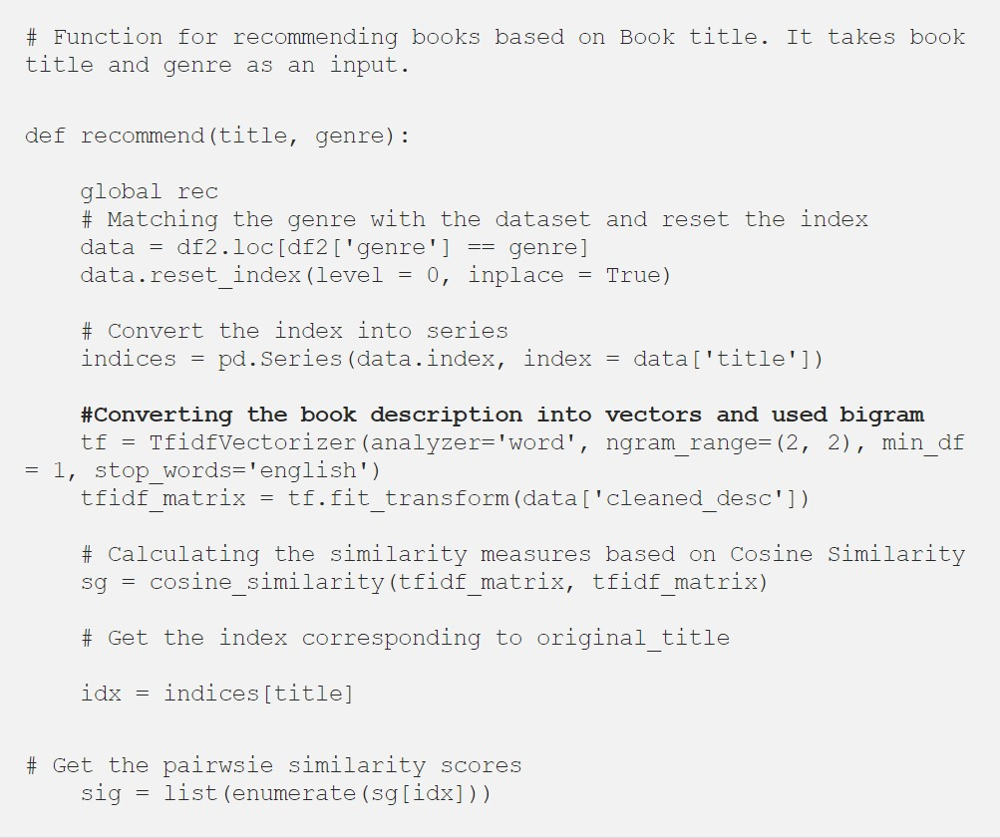 # Function for recommending books based on Book title. It takes book
title and genre as an input.
def recommend(title, genre):
global rec
# Matching the genre with the dataset and reset the index
data = df2.loc[df2['genre'] == genre]
data.reset_index(level = 0, inplace = True)
# Convert the index into series
indices = pd.Series(data.index, index = data['title'])
#Converting the book description into vectors and used bigram
tf = TfidfVectorizer(analyzer='word', ngram_range=(2, 2), min_df
= 1, stop_words='english')
tfidf_matrix = tf.fit_transform(data['cleaned_desc'])
# Calculating the similarity measures based on Cosine Similarity
sg = cosine_similarity(tfidf_matrix, tfidf_matrix)
# Get the index corresponding to original_title
idx = indices[title]
# Get the pairwsie similarity scores
sig = list(enumerate(sg[idx]))